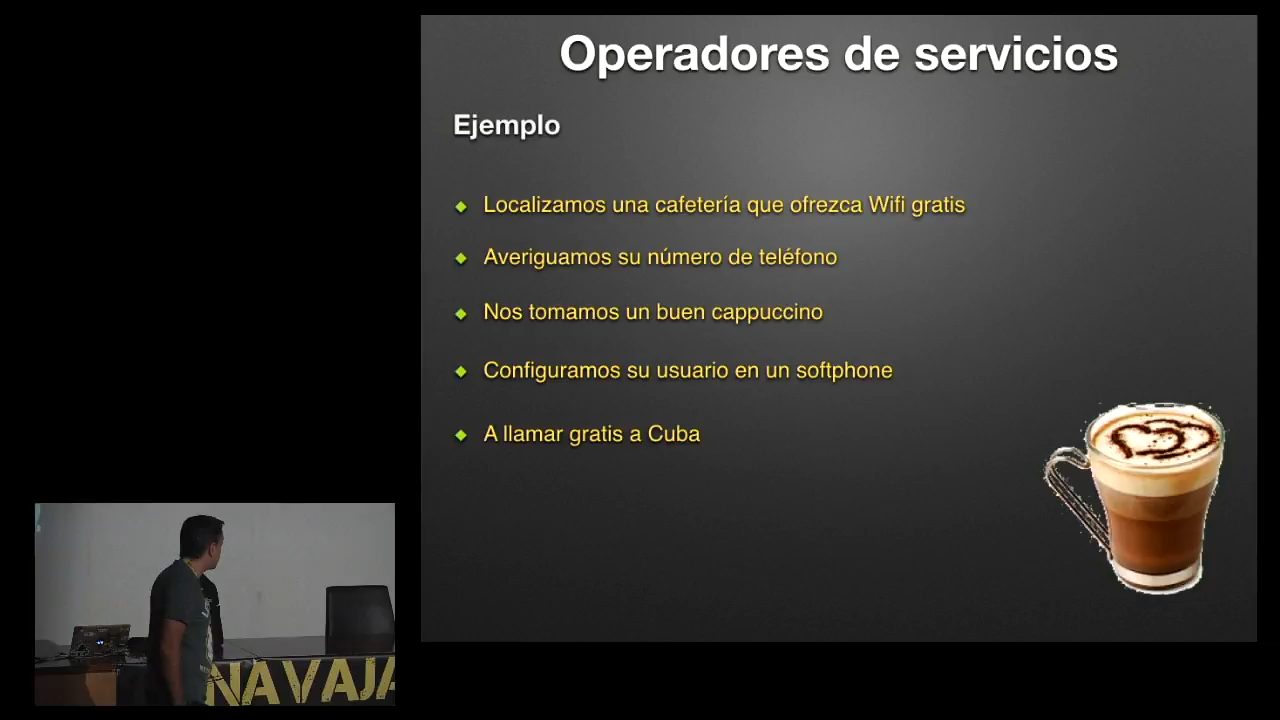 Operadores de servicios
Ejemplo
Localizamos una cafetería que ofrezca Wifi gratis
Averiguamos su número de teléfono
Nos tomamos un buen cappuccino
Configuramos su usuario en un softphone
A llamar gratis a Cuba
NAVAJA